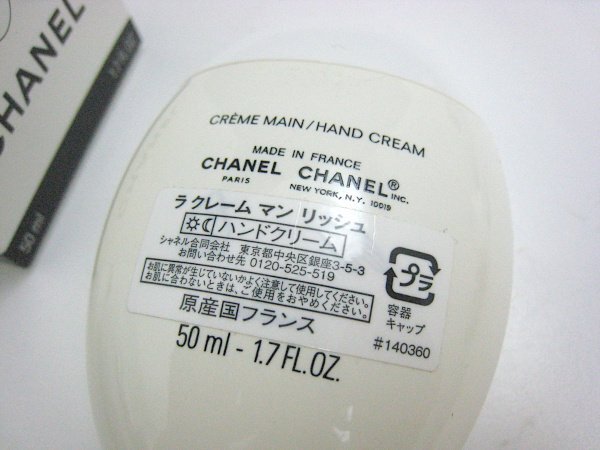 CHANEL
50 ml
CRÈME MAIN/HAND CREAM
MADE IN FRANCE
CHANEL CHANEL® INC.
PARIS NEW YORK, N.Y. 10019
ラ クレーム マン リッシュ
ハンドクリーム
シャネル合同会社 東京都中央区銀座3-5-3
お問い合わせ先 0120-525-519
お肌に異常が生じていないかよく注意して使用してください。
お肌に合わないときは、ご使用をおやめください。
原産国フランス
プラ
容器
キャップ
#140360
50 ml - 1.7 FL.OZ.